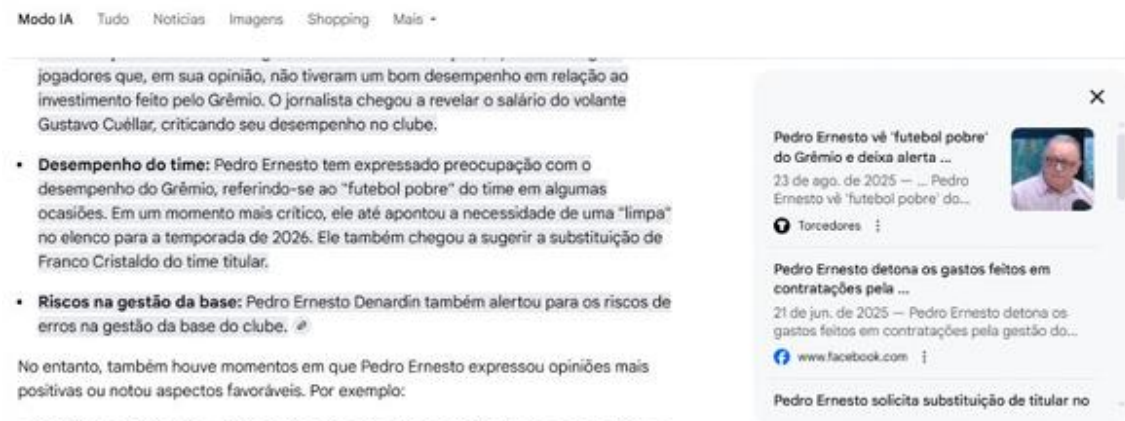 Modo IA Tudo Notícias Imagens Shopping Mais
jogadores que, em sua opinião, não tiveram um bom desempenho em relação ao
investimento feito pelo Grêmio. O jornalista chegou a revelar o salário do volante
Gustavo Cuéllar, criticando seu desempenho no clube.
• Desempenho do time: Pedro Ernesto tem expressado preocupação com o
desempenho do Grêmio, referindo-se ao "futebol pobre" do time em algumas
ocasiões. Em um momento mais crítico, ele até apontou a necessidade de uma "limpa"
no elenco para a temporada de 2026. Ele também chegou a sugerir a substituição de
Franco Cristaldo do time titular.
• Riscos na gestão da base: Pedro Ernesto Denardin também alertou para os riscos de
erros na gestão da base do clube.
No entanto, também houve momentos em que Pedro Ernesto expressou opiniões mais
positivas ou notou aspectos favoráveis. Por exemplo:
Pedro Ernesto vê 'futebol pobre'
do Grêmio e deixa alerta ...
23 de ago. de 2025 — ... Pedro
Ernesto vê 'futebol pobre' do...
Torcedores
Pedro Ernesto detona os gastos feitos em
contratações pela ...
21 de jun. de 2025 — Pedro Ernesto detona os
gastos feitos em contratações pela gestão do...
www.facebook.com
Pedro Ernesto solicita substituição de titular no